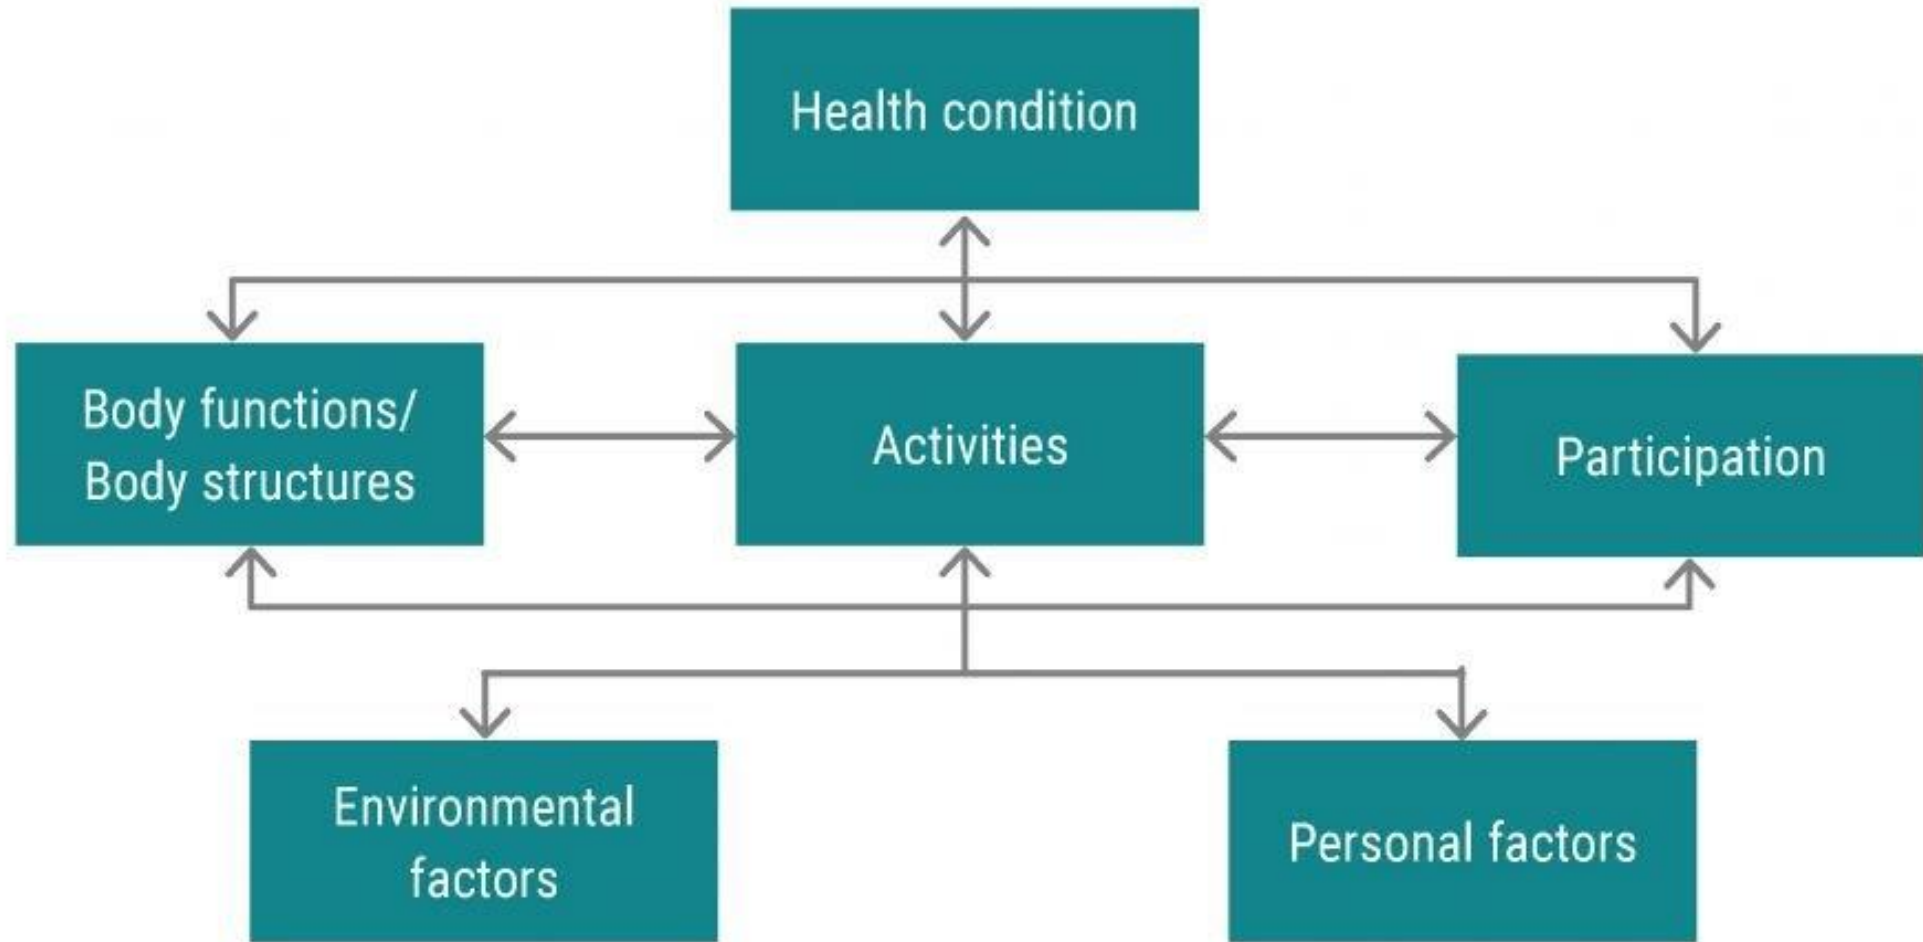 Health condition
Body functions/
Body structures
Activities
Participation
Environmental
factors
Personal factors